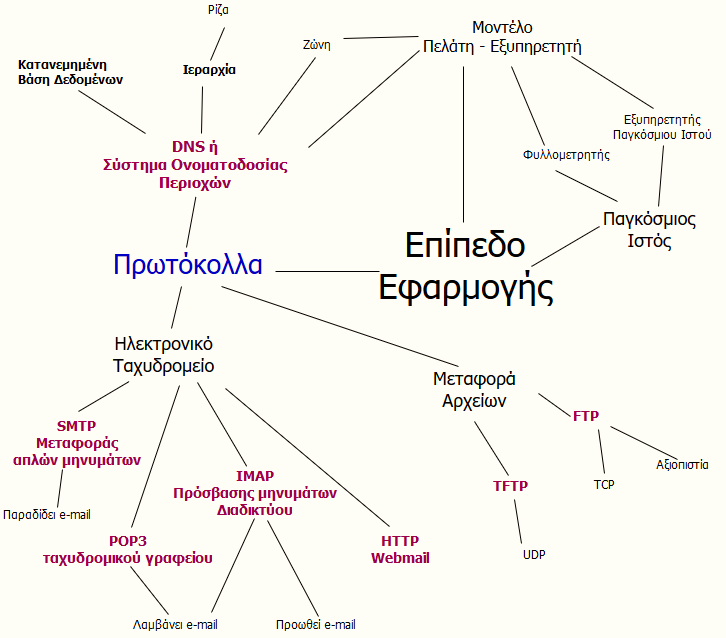 Ρίζα
Μοντέλο
Πελάτη - Εξυπηρετητή
Ζώνη
Κατανεμημένη
Βάση Δεδομένων
Ιεραρχία
Εξυπηρετητής
Παγκόσμιου Ιστού
DNS ή
Σύστημα Ονοματοδοσίας
Περιοχών
Φυλλομετρητής
Παγκόσμιος
Ιστός
Επίπεδο
Εφαρμογής
Πρωτόκολλα
Ηλεκτρονικό
Ταχυδρομείο
Μεταφορά
Αρχείων
SMTP
Μεταφοράς
απλών μηνυμάτων
FTP
IMAP
Πρόσβασης μηνυμάτων
Διαδικτύου
Αξιοπιστία
TFTP
TCP
Παραδίδει e-mail
POP3
ταχυδρομικού γραφείου
HTTP
Webmail
UDP
Λαμβάνει e-mail
Προωθεί e-mail